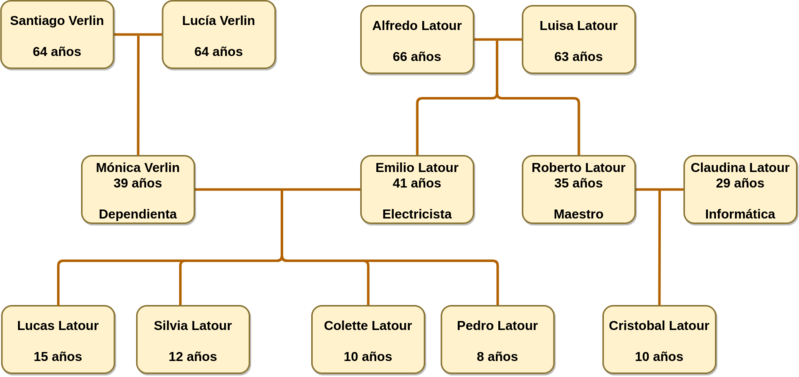 Santiago Verlin
64 años
Lucía Verlin
64 años
Alfredo Latour
66 años
Luisa Latour
63 años
Mónica Verlin
39 años
Dependienta
Emilio Latour
41 años
Electricista
Roberto Latour
35 años
Maestro
Claudina Latour
29 años
Informática
Lucas Latour
15 años
Silvia Latour
12 años
Colette Latour
10 años
Pedro Latour
8 años
Cristobal Latour
10 años